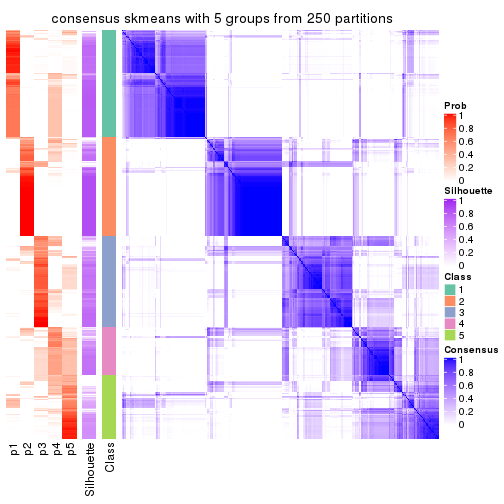 consensus skmeans with 5 groups from 250 partitions
Prob
1
0.8
0.6
0.4
0.2
0
Silhouette
1
0.8
0.6
0.4
0.2
0
Class
1
2
3
4
5
Consensus
1
0.8
0.6
0.4
0.2
0
p1
p2
p3
p4
p5
Silhouette
Class